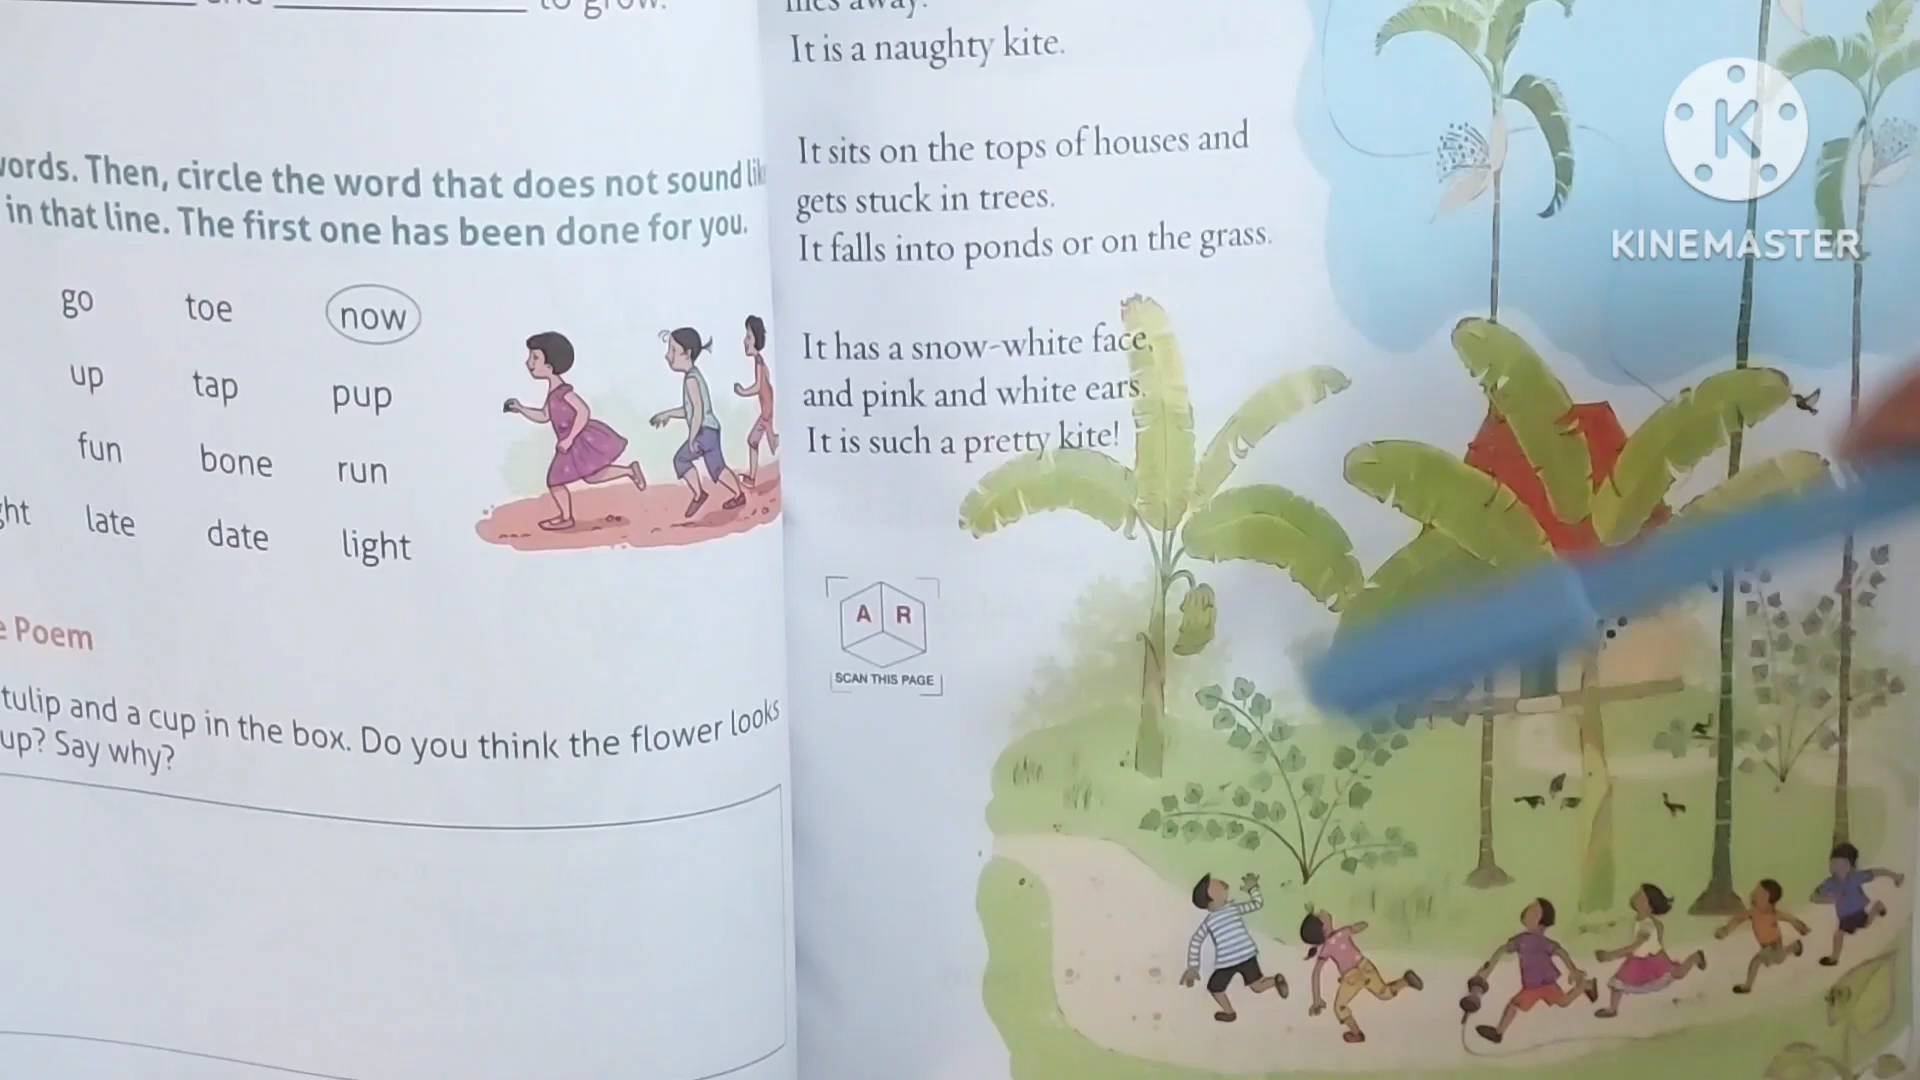 to grow.
words. Then, circle the word that does not sound
in that line. The first one has been done for you.
go toe now
up tap pup
fun bone run
late date light
Poem
tulip and a cup in the box. Do you think the flower looks
up? Say why?
It is a naughty kite.
It sits on the tops of houses and
gets stuck in trees.
It falls into ponds or on the grass.
It has a snow-white face,
and pink and white ears.
It is such a pretty kite!
A R
SCAN THIS PAGE
K
KINEMASTER